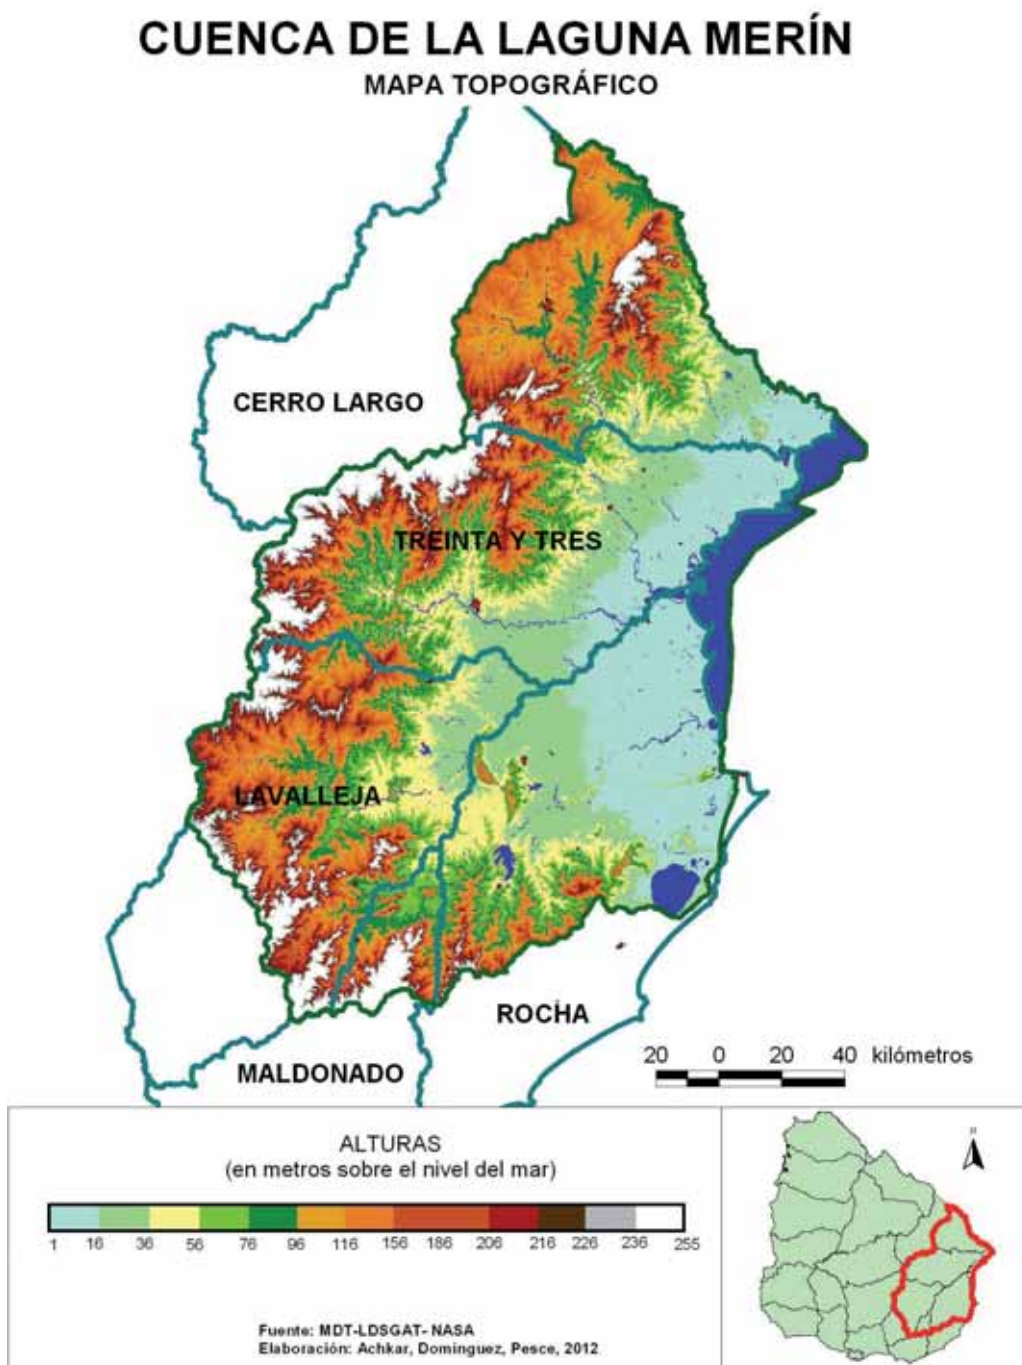 CUENCA DE LA LAGUNA MERÍN
MAPA TOPOGRÁFICO
CERRO LARGO
TREINTA Y TRES
LAVALLEJA
ROCHA
MALDONADO
20 0 20 40 kilómetros
ALTURAS
(en metros sobre el nivel del mar)
1 16 36 56 76 96 116 156 186 206 216 226 236 255
Fuente: MDT-LDSGAT- NASA
Elaboración: Achkar, Dominguez, Pesce, 2012
N